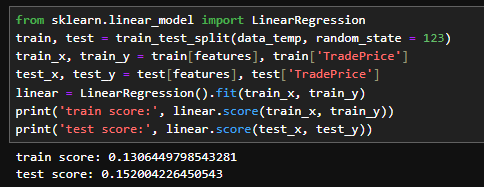 from sklearn.linear_model import LinearRegression
train, test = train_test_split(data_temp, random_state = 123)
train_x, train_y = train[features], train['TradePrice']
test_x, test_y = test[features], test['TradePrice']
linear = LinearRegression().fit(train_x, train_y)
print('train score:', linear.score(train_x, train_y))
print('test score:', linear.score(test_x, test_y))
train score: 0.1306449798543281
test score: 0.152004226450543